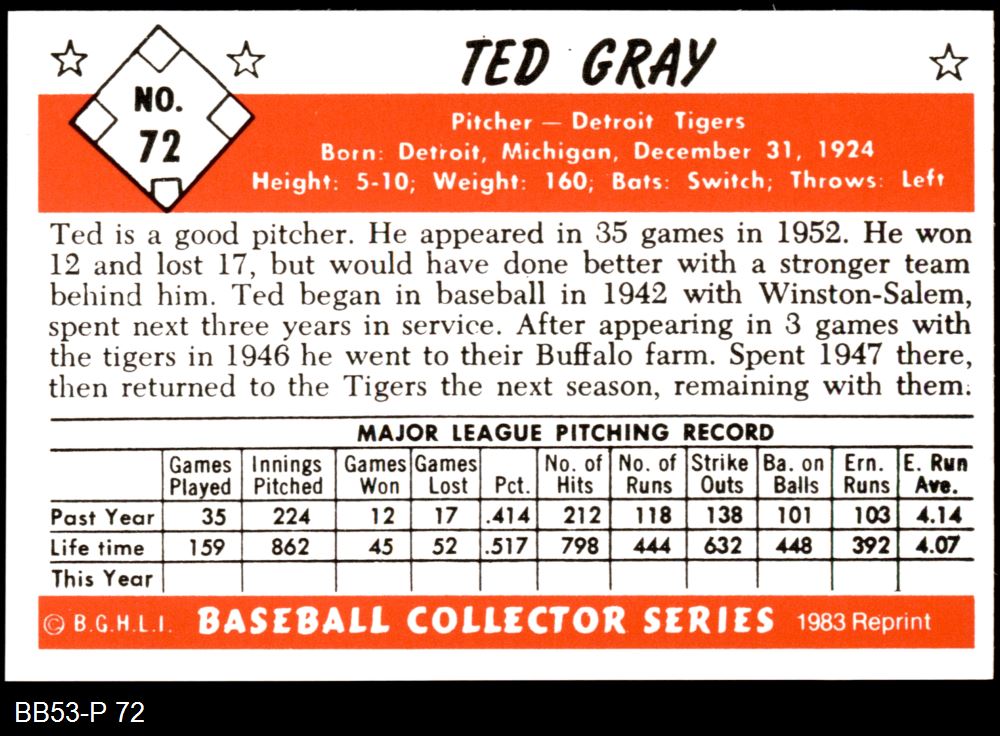 TED GRAY
NO.
72
Pitcher — Detroit Tigers
Born: Detroit, Michigan, December 31, 1924
Height: 5-10; Weight: 160; Bats: Switch; Throws: Left
Ted is a good pitcher. He appeared in 35 games in 1952. He won
12 and lost 17, but would have done better with a stronger team
behind him. Ted began in baseball in 1942 with Winston-Salem,
spent next three years in service. After appearing in 3 games with
the tigers in 1946 he went to their Buffalo farm. Spent 1947 there,
then returned to the Tigers the next season, remaining with them.
MAJOR LEAGUE PITCHING RECORD
Games Played Innings Pitched Games Won Games Lost Pct. No. of Hits No. of Runs Strike Outs Ba. on Balls Ern. Runs E. Run Ave.
Past Year 35 224 12 17 .414 212 118 138 101 103 4.14
Life time 159 862 45 52 .517 798 444 632 448 392 4.07
This Year
© B.G.H.L.I. BASEBALL COLLECTOR SERIES 1983 Reprint
BB53-P 72